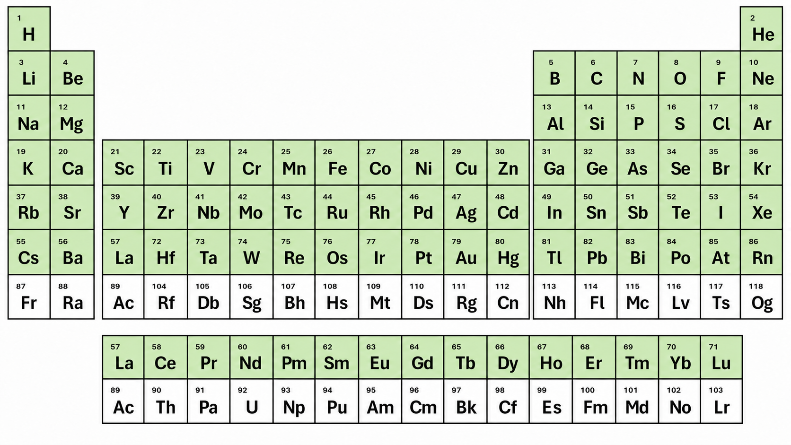 1 2
H He
3 4 5 6 7 8 9 10
Li Be B C N O F Ne
11 12 13 14 15 16 17 18
Na Mg Al Si P S Cl Ar
19 20 21 22 23 24 25 26 27 28 29 30 31 32 33 34 35 36
K Ca Sc Ti V Cr Mn Fe Co Ni Cu Zn Ga Ge As Se Br Kr
37 38 39 40 41 42 43 44 45 46 47 48 49 50 51 52 53 54
Rb Sr Y Zr Nb Mo Tc Ru Rh Pd Ag Cd In Sn Sb Te I Xe
55 56 57 72 73 74 75 76 77 78 79 80 81 82 83 84 85 86
Cs Ba La Hf Ta W Re Os Ir Pt Au Hg Tl Pb Bi Po At Rn
87 88 89 104 105 106 107 108 109 110 111 112 113 114 115 116 117 118
Fr Ra Ac Rf Db Sg Bh Hs Mt Ds Rg Cn Nh Fl Mc Lv Ts Og
57 58 59 60 61 62 63 64 65 66 67 68 69 70 71
La Ce Pr Nd Pm Sm Eu Gd Tb Dy Ho Er Tm Yb Lu
89 90 91 92 93 94 95 96 97 98 99 100 101 102 103
Ac Th Pa U Np Pu Am Cm Bk Cf Es Fm Md No Lr